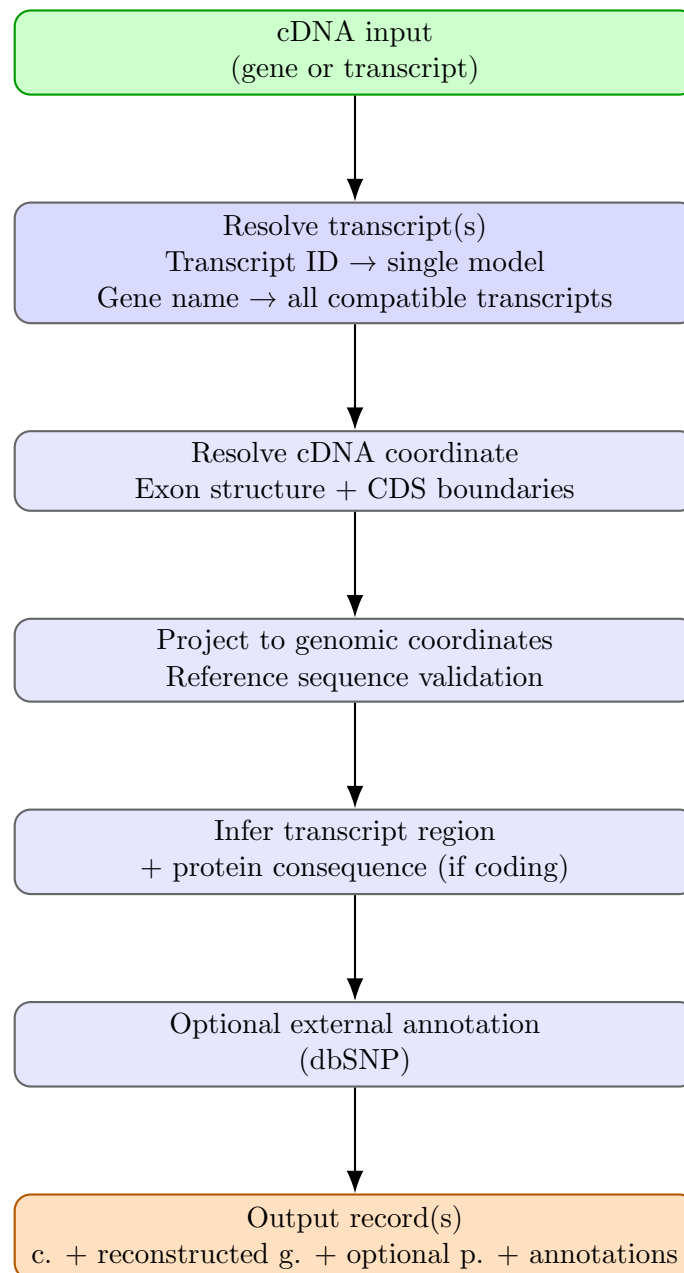 cDNA input
(gene or transcript)
Resolve transcript(s)
Transcript ID → single model
Gene name → all compatible transcripts
Resolve cDNA coordinate
Exon structure + CDS boundaries
Project to genomic coordinates
Reference sequence validation
Infer transcript region
+ protein consequence (if coding)
Optional external annotation
(dbSNP)
Output record(s)
c. + reconstructed g. + optional p. + annotations